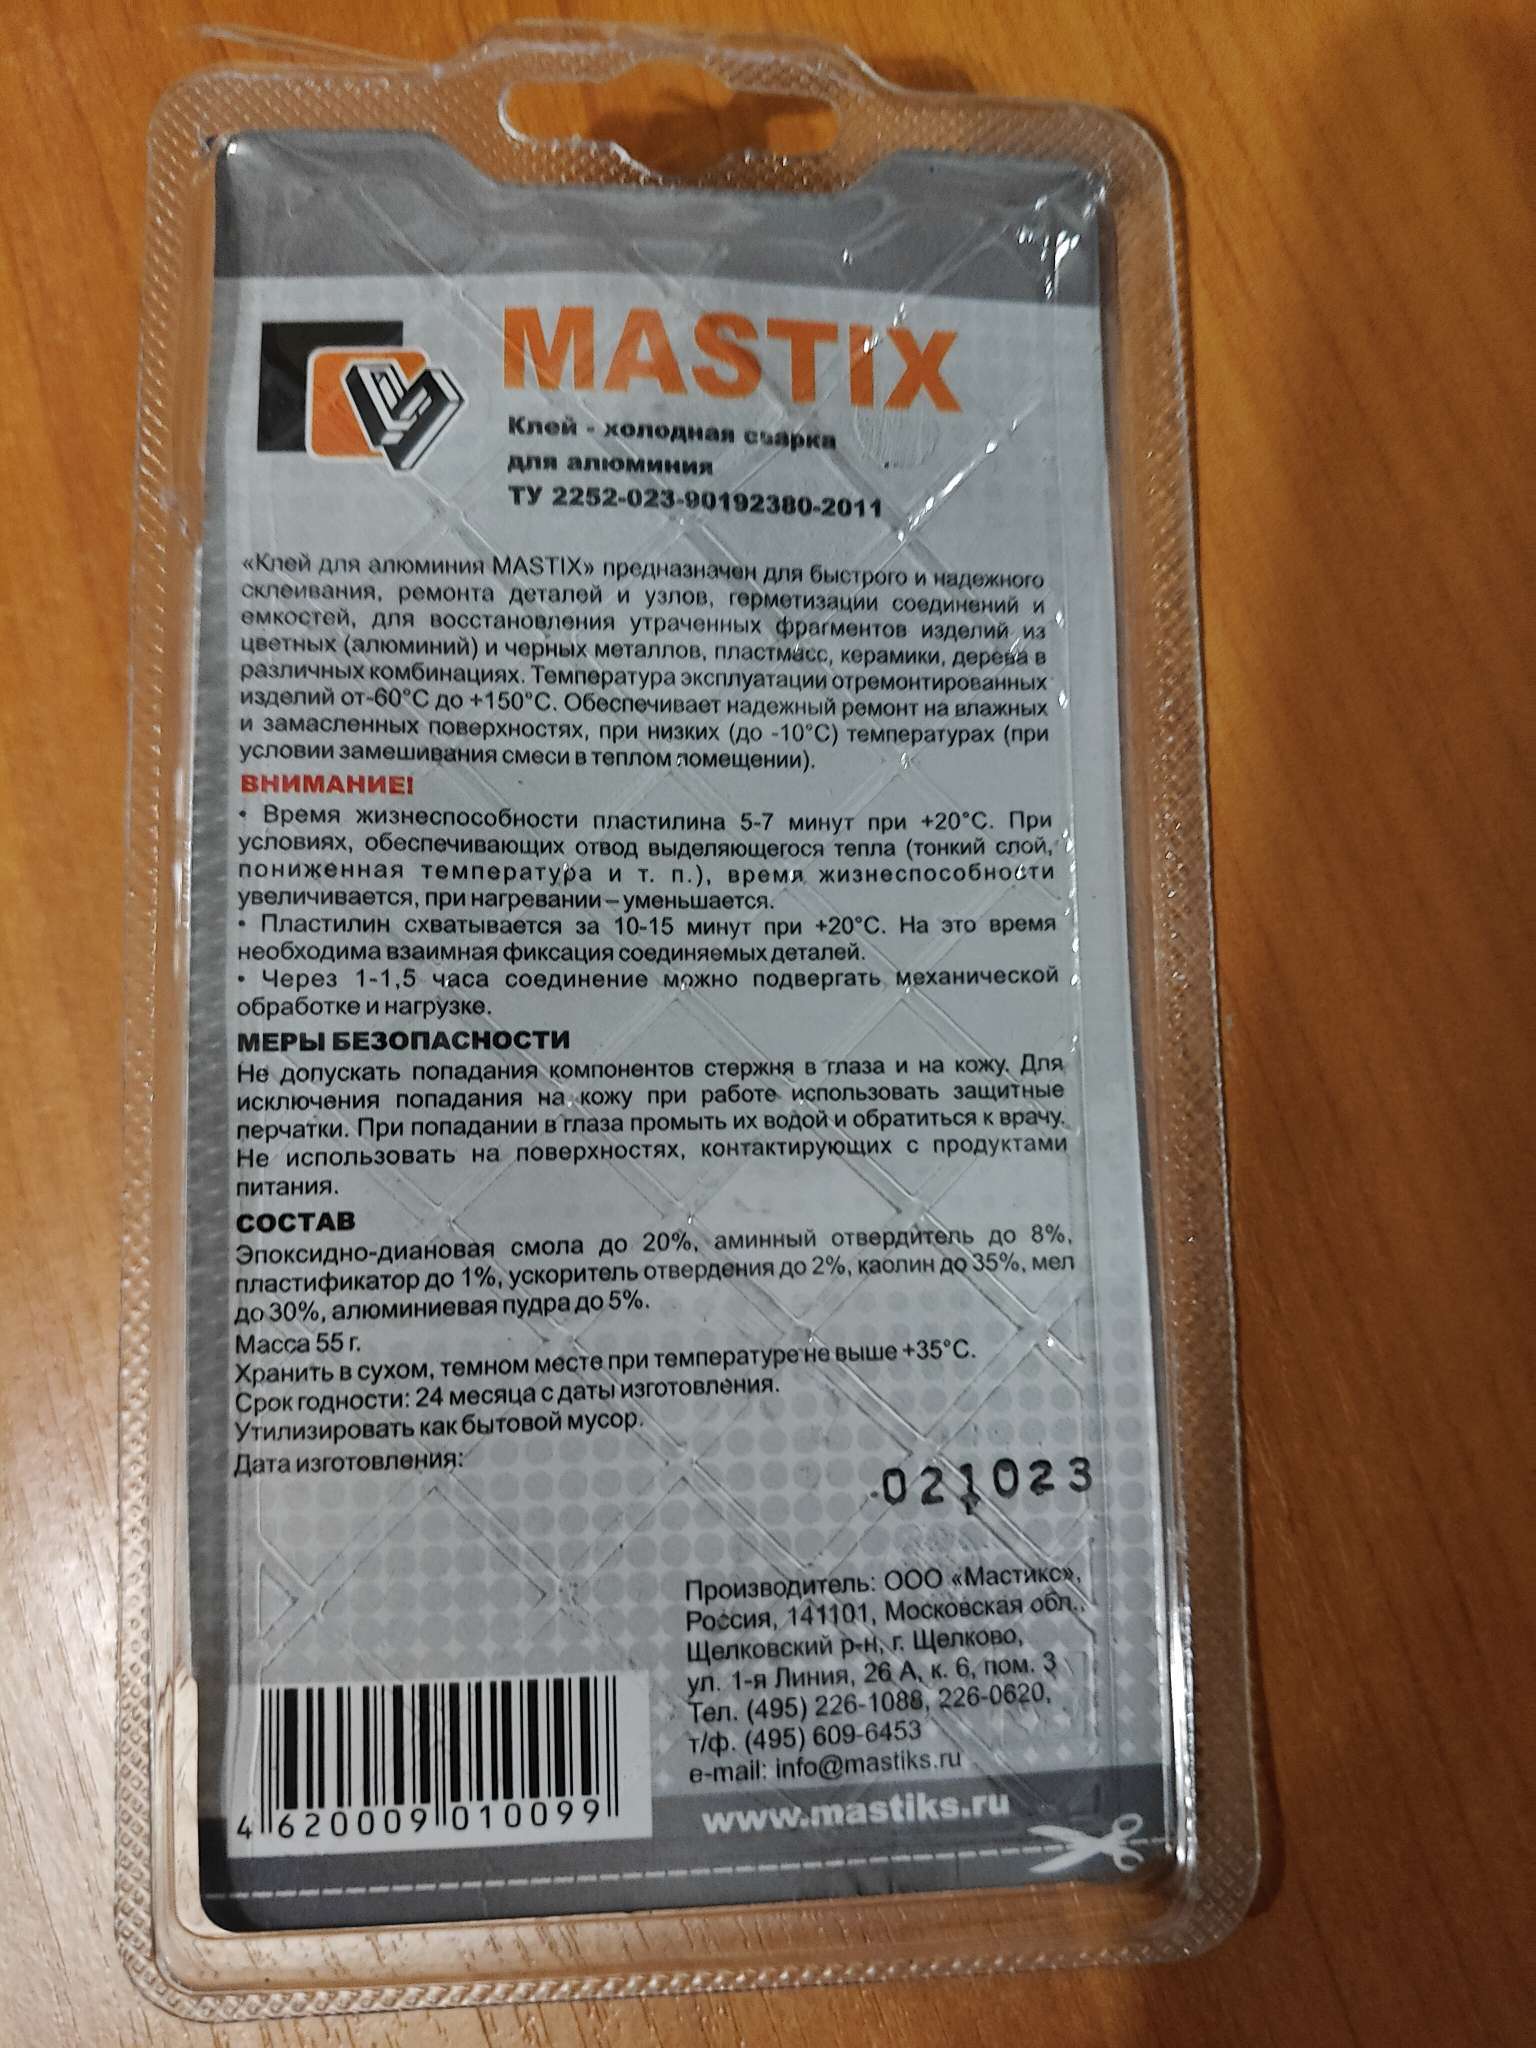 MASTIX
Клей - холодная сварка
для алюминия
ТУ 2252-023-90192380-2011
«Клей для алюминия MASTIX» предназначен для быстрого и надежного
склеивания, ремонта деталей и узлов, герметизации соединений и
емкостей, для восстановления утраченных фрагментов изделий из
цветных (алюминий) и черных металлов, пластмасс, керамики, дерева в
различных комбинациях. Температура эксплуатации отремонтированных
изделий от-60°С до +150°С. Обеспечивает надежный ремонт на влажных
и замасленных поверхностях, при низких (до -10°С) температурах (при
условии замешивания смеси в теплом помещении).
ВНИМАНИЕ!
• Время жизнеспособности пластилина 5-7 минут при +20°С. При
условиях, обеспечивающих отвод выделяющегося тепла (тонкий слой,
пониженная температура и т. п.), время жизнеспособности
увеличивается, при нагревании – уменьшается.
• Пластилин схватывается за 10-15 минут при +20°С. На это время
необходима взаимная фиксация соединяемых деталей.
• Через 1-1,5 часа соединение можно подвергать механической
обработке и нагрузке.
МЕРЫ БЕЗОПАСНОСТИ
Не допускать попадания компонентов стержня в глаза и на кожу. Для
исключения попадания на кожу при работе использовать защитные
перчатки. При попадании в глаза промыть их водой и обратиться к врачу.
Не использовать на поверхностях, контактирующих с продуктами
питания.
СОСТАВ
Эпоксидно-диановая смола до 20%, аминный отвердитель до 8%,
пластификатор до 1%, ускоритель отвердения до 2%, каолин до 35%, мел
до 30%, алюминиевая пудра до 5%.
Масса 55 г.
Хранить в сухом, темном месте при температуре не выше +35°С.
Срок годности: 24 месяца с даты изготовления.
Утилизировать как бытовой мусор.
Дата изготовления:
021023
Производитель: ООО «Мастикс»,
Россия, 141101, Московская обл.,
Щелковский р-н, г. Щелково,
ул. 1-я Линия, 26 А, к. 6, пом. 3
Тел. (495) 226-1088, 226-0620,
т/ф. (495) 609-6453
e-mail: info@mastiks.ru
www.mastiks.ru
4 620009 010099